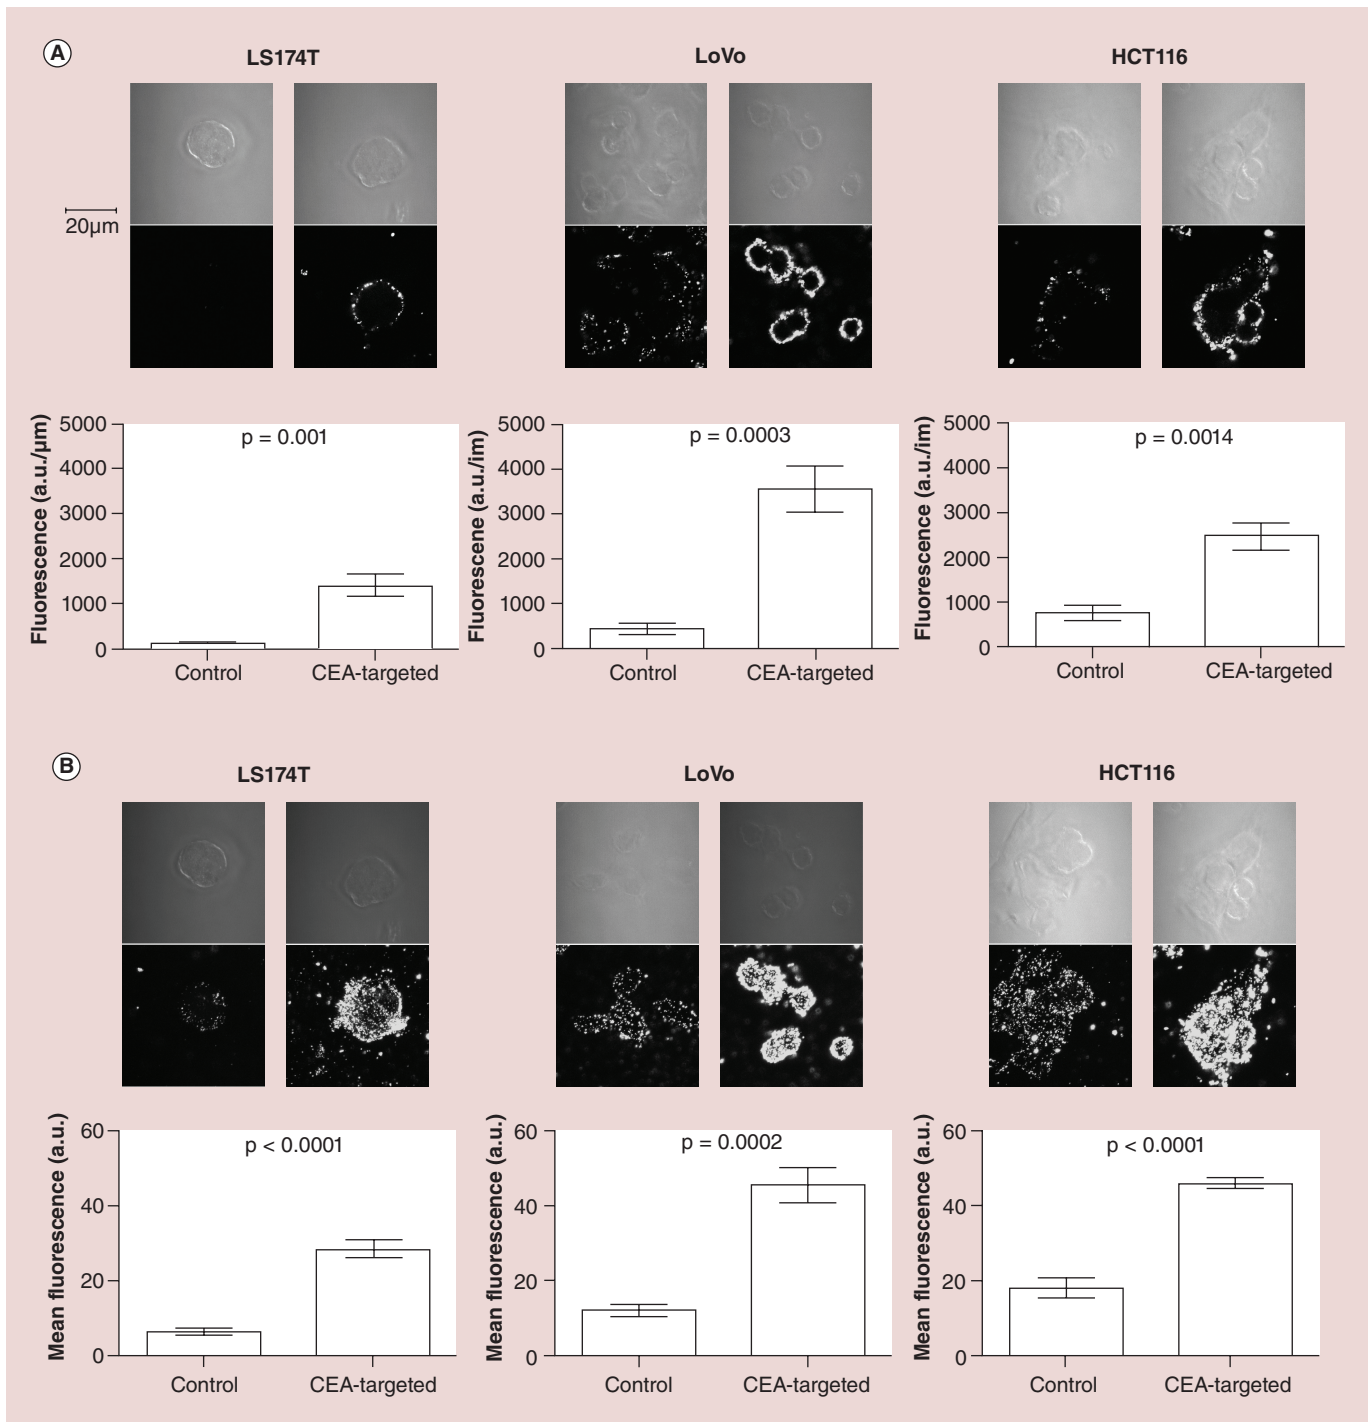 A
LS174T
LoVo
HCT116
20µm
Fluorescence (a.u./µm)
5000
4000
3000
2000
1000
0
p = 0.001
Control
CEA-targeted
Fluorescene (a.u./im)
5000
4000
3000
2000
1000
0
p = 0.0003
Control
CEA-targeted
Fluorescence (a.u./im)
5000
4000
3000
2000
1000
0
p = 0.0014
Control
CEA-targeted
B
LS174T
LoVo
HCT116
Mean fluorescence (a.u.)
60
40
20
0
p < 0.0001
Control
CEA-targeted
Mean fluorescence (a.u.)
60
40
20
0
p = 0.0002
Control
CEA-targeted
Mean fluorescence (a.u.)
60
40
20
0
p < 0.0001
Control
CEA-targeted